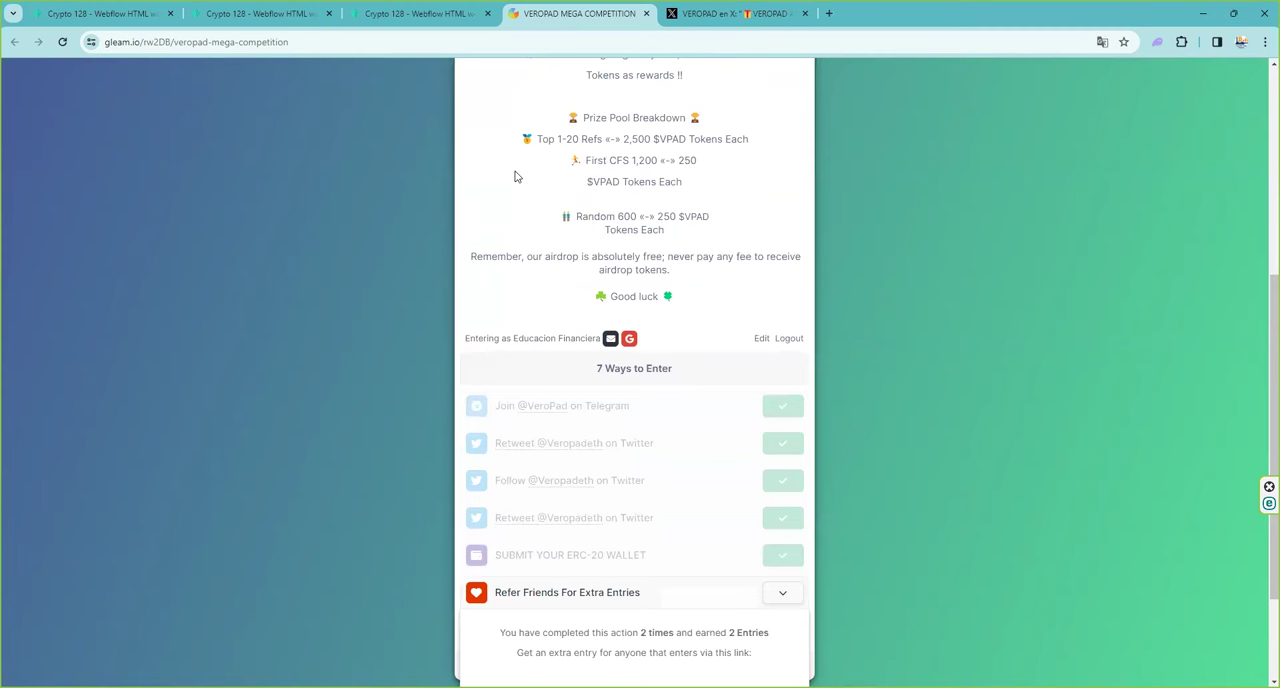 Crypto 128 - Webflow HTML w
Crypto 128 - Webflow HTML w
Crypto 128 - Webflow HTML w
VEROPAD MEGA COMPETITION
VEROPAD en X: "🎁VEROPAD
gleam.io/rw2DB/veropad-mega-competition
Tokens as rewards !!
🏆 Prize Pool Breakdown 🏆
🏅 Top 1-20 Refs «-» 2,500 $VPAD Tokens Each
🏃 First CFS 1,200 «-» 250
$VPAD Tokens Each
👬 Random 600 «-» 250 $VPAD
Tokens Each
Remember, our airdrop is absolutely free; never pay any fee to receive
airdrop tokens.
☘️ Good luck 🍀
Entering as Educacion Financiera
G
Edit Logout
7 Ways to Enter
Join @VeroPad on Telegram
Retweet @Veropadeth on Twitter
Follow @Veropadeth on Twitter
Retweet @Veropadeth on Twitter
SUBMIT YOUR ERC-20 WALLET
Refer Friends For Extra Entries
You have completed this action 2 times and earned 2 Entries
Get an extra entry for anyone that enters via this link: